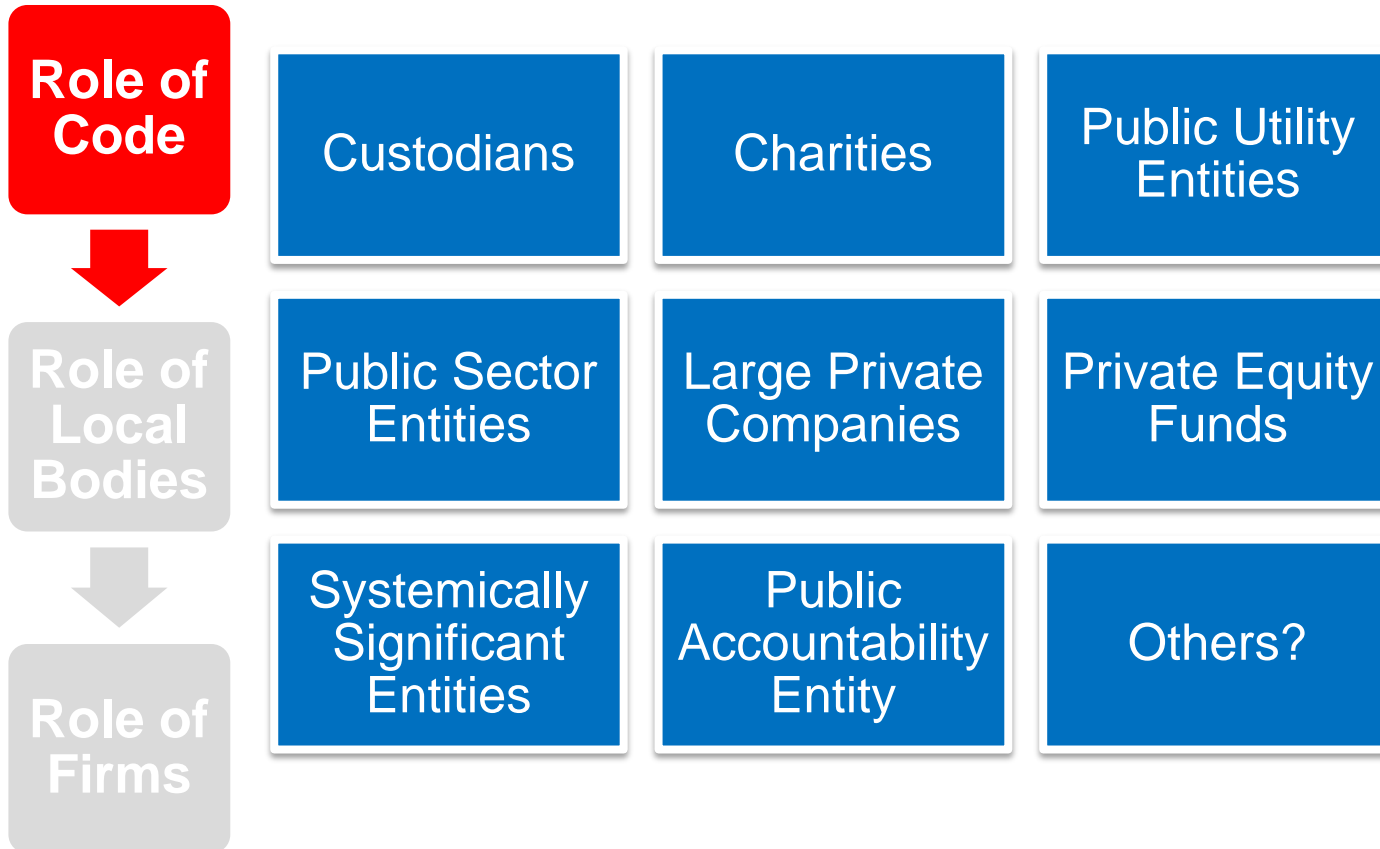 Role of
Code
Role of
Local
Bodies
Role of
Firms
Custodians
Charities
Public Utility
Entities
Public Sector
Entities
Large Private
Companies
Private Equity
Funds
Systemically
Significant
Entities
Public
Accountability
Entity
Others?